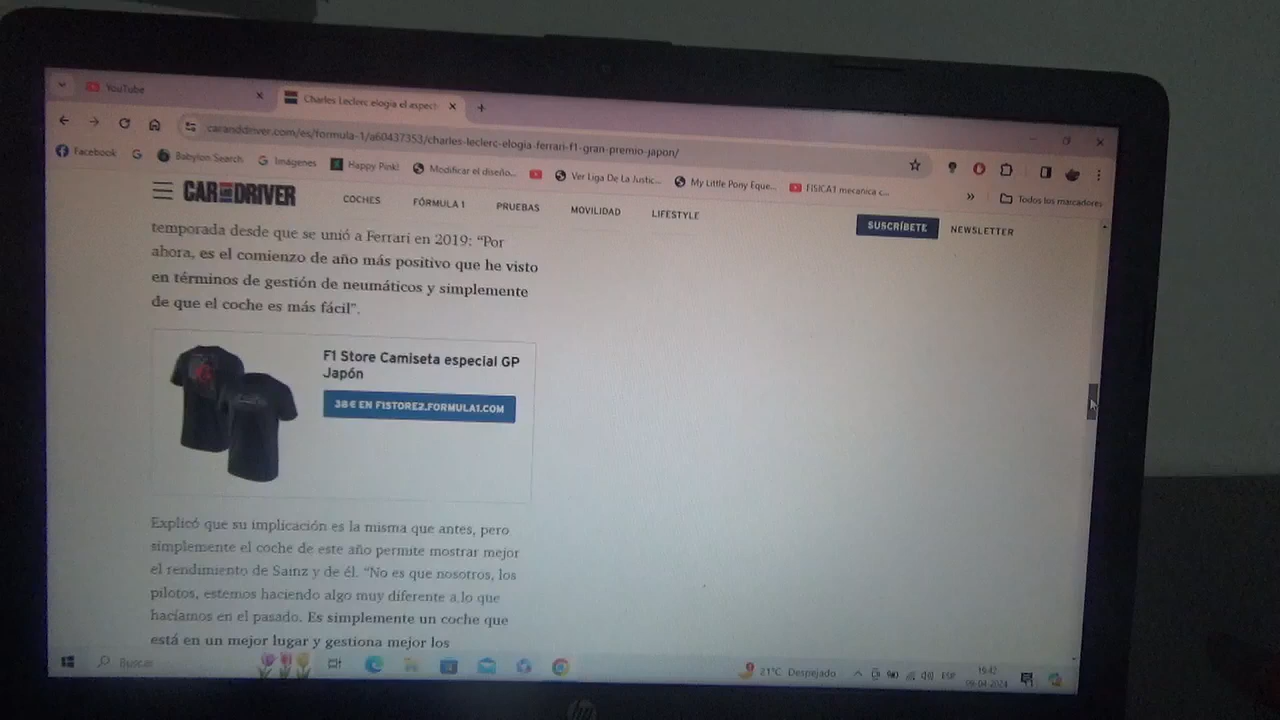 YouTube
Charles Leclerc elogia el aspect
caranddriver.com/es/formula-1/a60437353/charles-leclerc-elogia-ferrari-f1-gran-premio-japon/
Facebook
Babylon Search
Imágenes
Happy Pink!
Modificar el diseño...
Ver Liga De La Justic...
My Little Pony Eque...
FISICA1 mecanica c...
»
Todos los marcadores
CAR AND DRIVER
COCHES
FÓRMULA 1
PRUEBAS
MOVILIDAD
LIFESTYLE
SUSCRÍBETE
NEWSLETTER
temporada desde que se unió a Ferrari en 2019: “Por
ahora, es el comienzo de año más positivo que he visto
en términos de gestión de neumáticos y simplemente
de que el coche es más fácil”.
F1 Store Camiseta especial GP
Japón
38€ EN F1STORE2.FORMULA1.COM
Explicó que su implicación es la misma que antes, pero
simplemente el coche de este año permite mostrar mejor
el rendimiento de Sainz y de él. “No es que nosotros, los
pilotos, estemos haciendo algo muy diferente a lo que
hacíamos en el pasado. Es simplemente un coche que
está en un mejor lugar y gestiona mejor los
Buscar
21°C Despejado
ESP
19:42
09-04-2024
hp